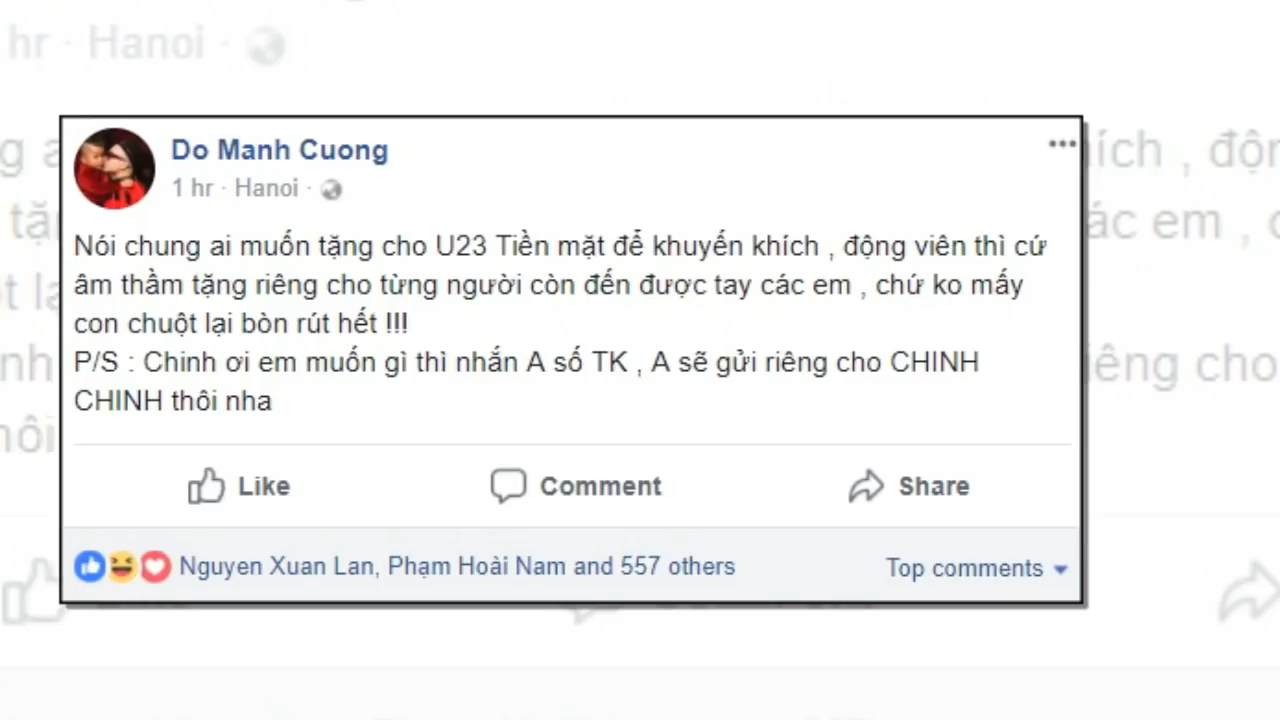 hr · Hanoi ·
Do Manh Cuong
1 hr · Hanoi ·
Nói chung ai muốn tặng cho U23 Tiền mặt để khuyến khích , động viên thì cứ
âm thầm tặng riêng cho từng người còn đến được tay các em , chứ ko mấy
con chuột lại bòn rút hết !!!
P/S : Chinh ơi em muốn gì thì nhắn A số TK , A sẽ gửi riêng cho CHINH
CHINH thôi nha
Like
Comment
Share
Nguyen Xuan Lan, Phạm Hoài Nam and 557 others
Top comments